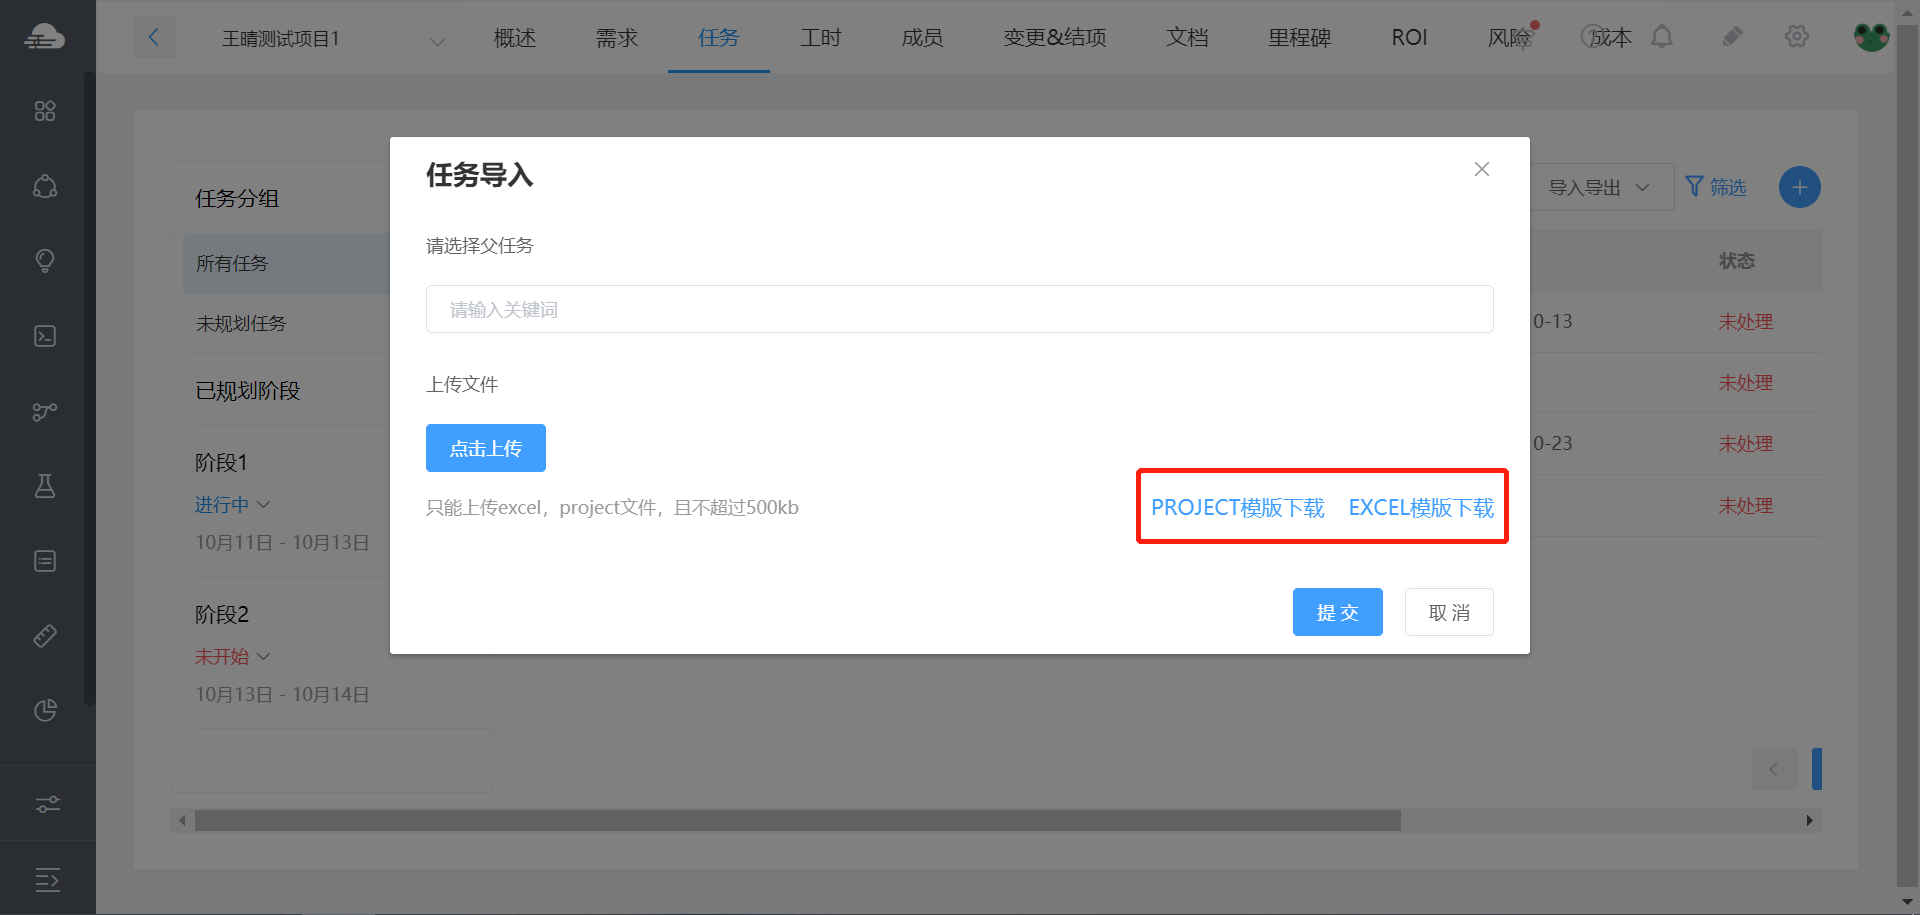 王晴测试项目1
概述 需求 任务 工时 成员 变更&结项 文档 里程碑 ROI 风险 成本
任务导入
任务分组
导入导出
筛选
请选择父任务
所有任务
状态
请输入关键词
未规划任务
0-13
未处理
上传文件
已规划阶段
未处理
点击上传
0-23
未处理
阶段1
进行中
只能上传excel，project文件，且不超过500kb
PROJECT模版下载 EXCEL模版下载
未处理
10月11日 - 10月13日
阶段2
提 交 取 消
未开始
10月13日 - 10月14日